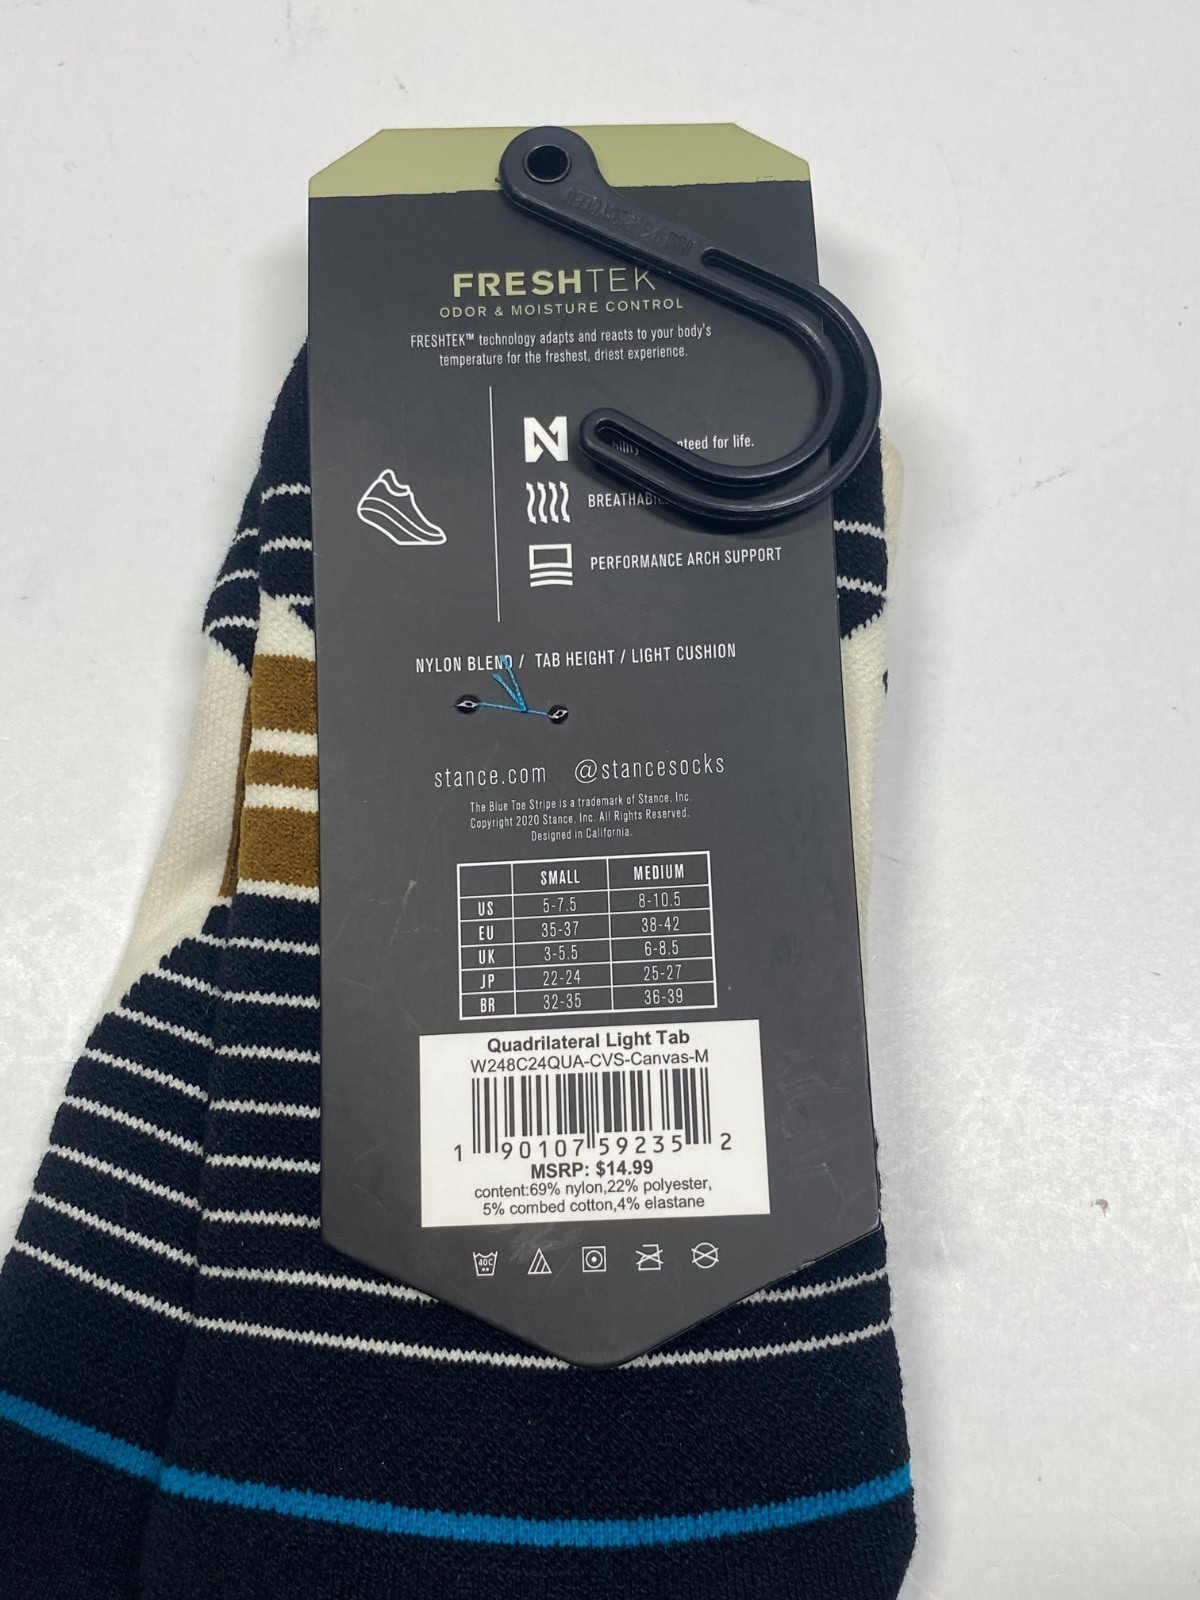 FRESHTEK
ODOR & MOISTURE CONTROL
FRESHTEK™ technology adapts and reacts to your body's
temperature for the freshest, driest experience.
for life.
PERFORMANCE ARCH SUPPORT
NYLON BLEND / TAB HEIGHT / LIGHT CUSHION
stance.com @stancesocks
The Blue Toe Stripe is a trademark of Stance, Inc.
Copyright 2020 Stance, Inc. All Rights Reserved.
Designed in California.
SMALL MEDIUM
US 5-7.5 8-10.5
EU 35-37 38-42
UK 3-5.5 6-8.5
JP 22-24 25-27
BR 32-35 36-39
Quadrilateral Light Tab
W248C24QUA-CVS-Canvas-M
1 90107 59235 2
MSRP: $14.99
content:69% nylon,22% polyester,
5% combed cotton,4% elastane
40C